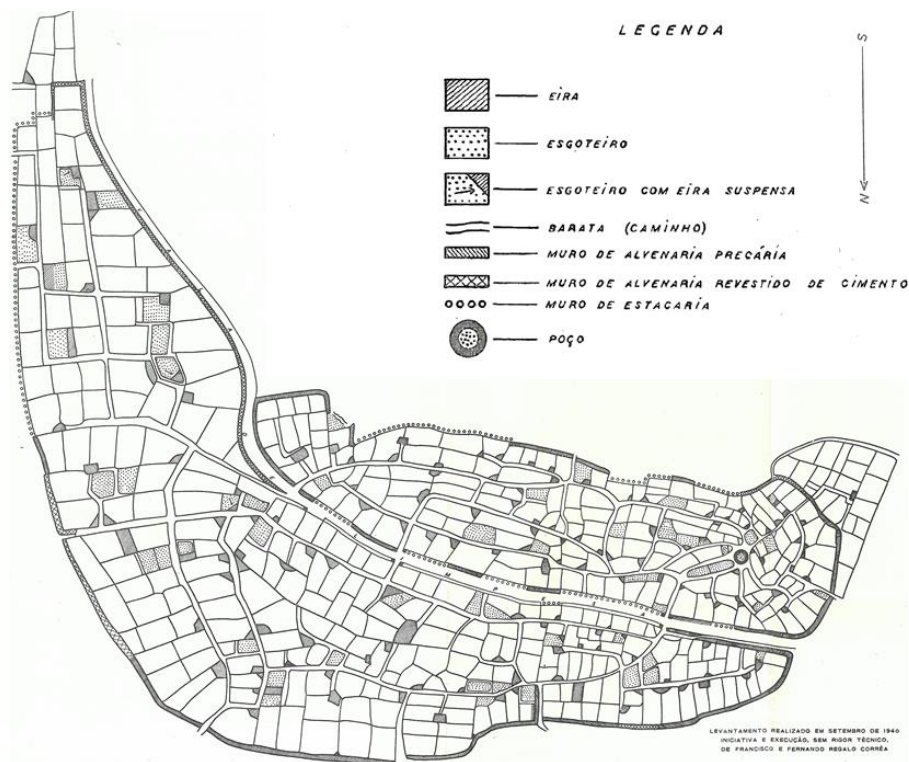 LEGENDA
S
EIRA
ESGOTEIRO
ESGOTEIRO COM EIRA SUSPENSA
BARATA (CAMINHO)
MURO DE ALVENARIA PRECÁRIA
MURO DE ALVENARIA REVESTIDO DE CIMENTO
MURO DE ESTACARIA
POÇO
N
LEVANTAMENTO REALIZADO EM SETEMBRO DE 1940
INICIATIVA E EXECUÇÃO, SEM RIGOR TÉCNICO,
DE FRANCISCO E FERNANDO REGALO CORRÊA